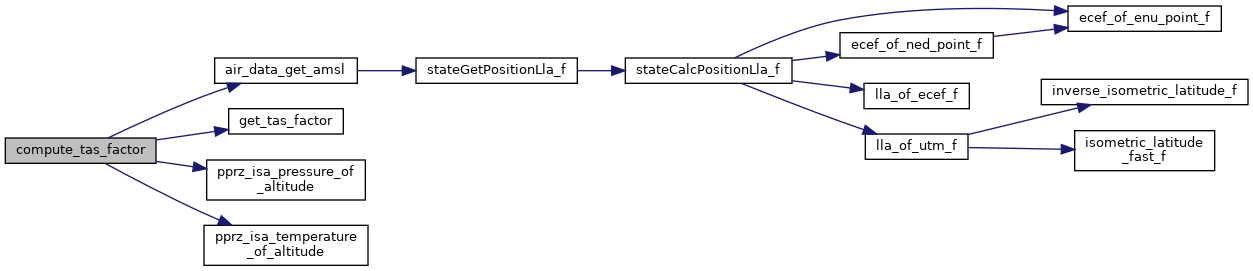 compute_tas_factor
air_data_get_amsl
get_tas_factor
pprz_isa_pressure_of
_altitude
pprz_isa_temperature
_of_altitude
stateGetPositionLla_f
stateCalcPositionLla_f
ecef_of_enu_point_f
ecef_of_ned_point_f
lla_of_ecef_f
lla_of_utm_f
inverse_isometric_latitude_f
isometric_latitude
_fast_f